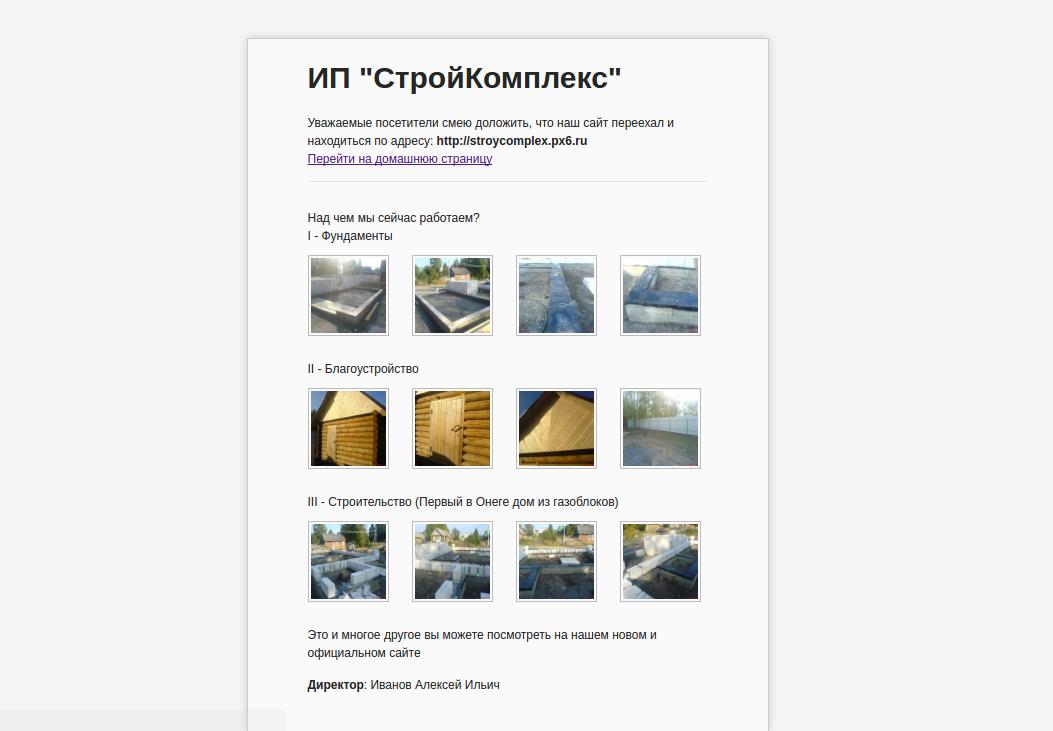 ИП "СтройКомплекс"
Уважаемые посетители смею доложить, что наш сайт переехал и
находиться по адресу: http://stroycomplex.px6.ru
Перейти на домашнюю страницу
Над чем мы сейчас работаем?
I - Фундаменты
II - Благоустройство
III - Строительство (Первый в Онеге дом из газоблоков)
Это и многое другое вы можете посмотреть на нашем новом и
официальном сайте
Директор: Иванов Алексей Ильич